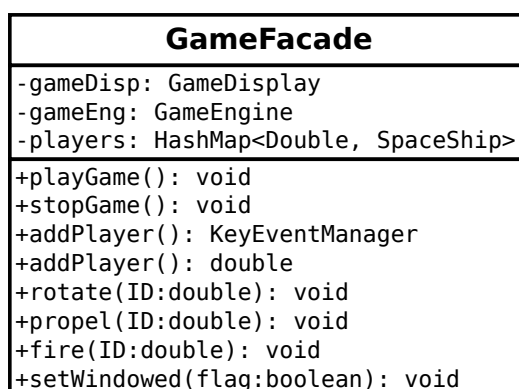 GameFacade
-gameDisp: GameDisplay
-gameEng: GameEngine
-players: HashMap<Double, SpaceShip>
+playGame(): void
+stopGame(): void
+addPlayer(): KeyEventManager
+addPlayer(): double
+rotate(ID:double): void
+propel(ID:double): void
+fire(ID:double): void
+setWindowed(flag:boolean): void